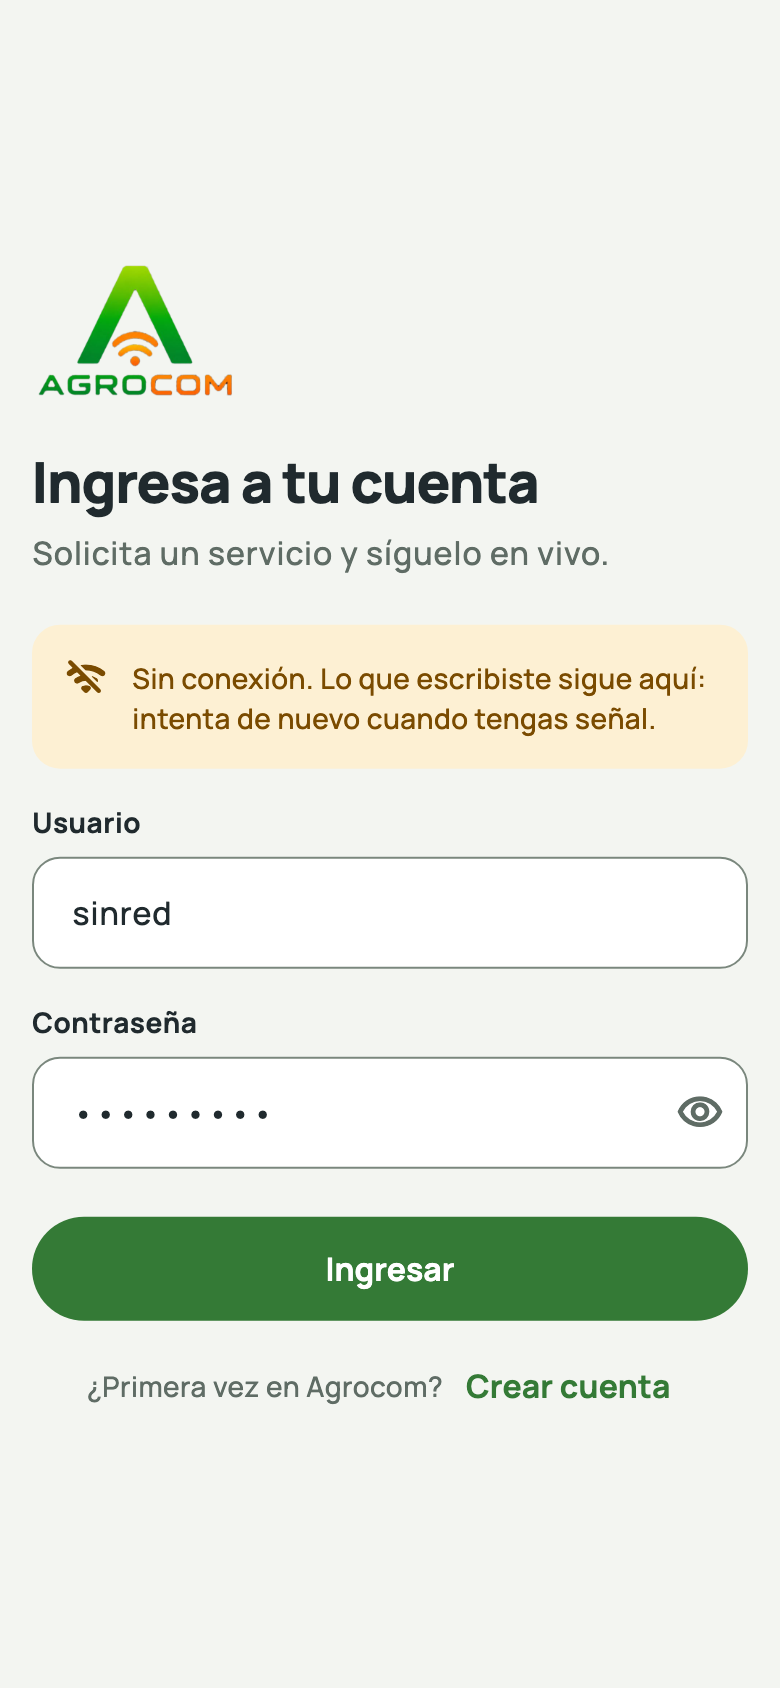 AGROCOM
Ingresa a tu cuenta
Solicita un servicio y síguelo en vivo.
Sin conexión. Lo que escribiste sigue aquí:
intenta de nuevo cuando tengas señal.
Usuario
sinred
Contraseña
•••••••••
Ingresar
¿Primera vez en Agrocom? Crear cuenta